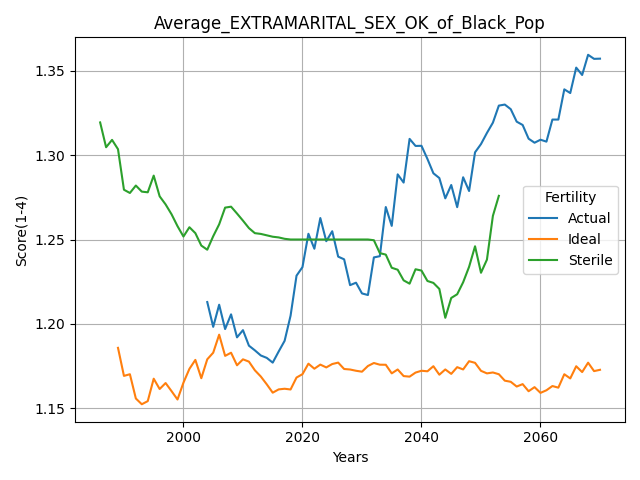 Average_EXTRAMARITAL_SEX_OK_of_Black_Pop
Score(1-4)
1.35
1.30
1.25
1.20
1.15
Fertility
Actual
Ideal
Sterile
2000 2020 2040 2060
Years